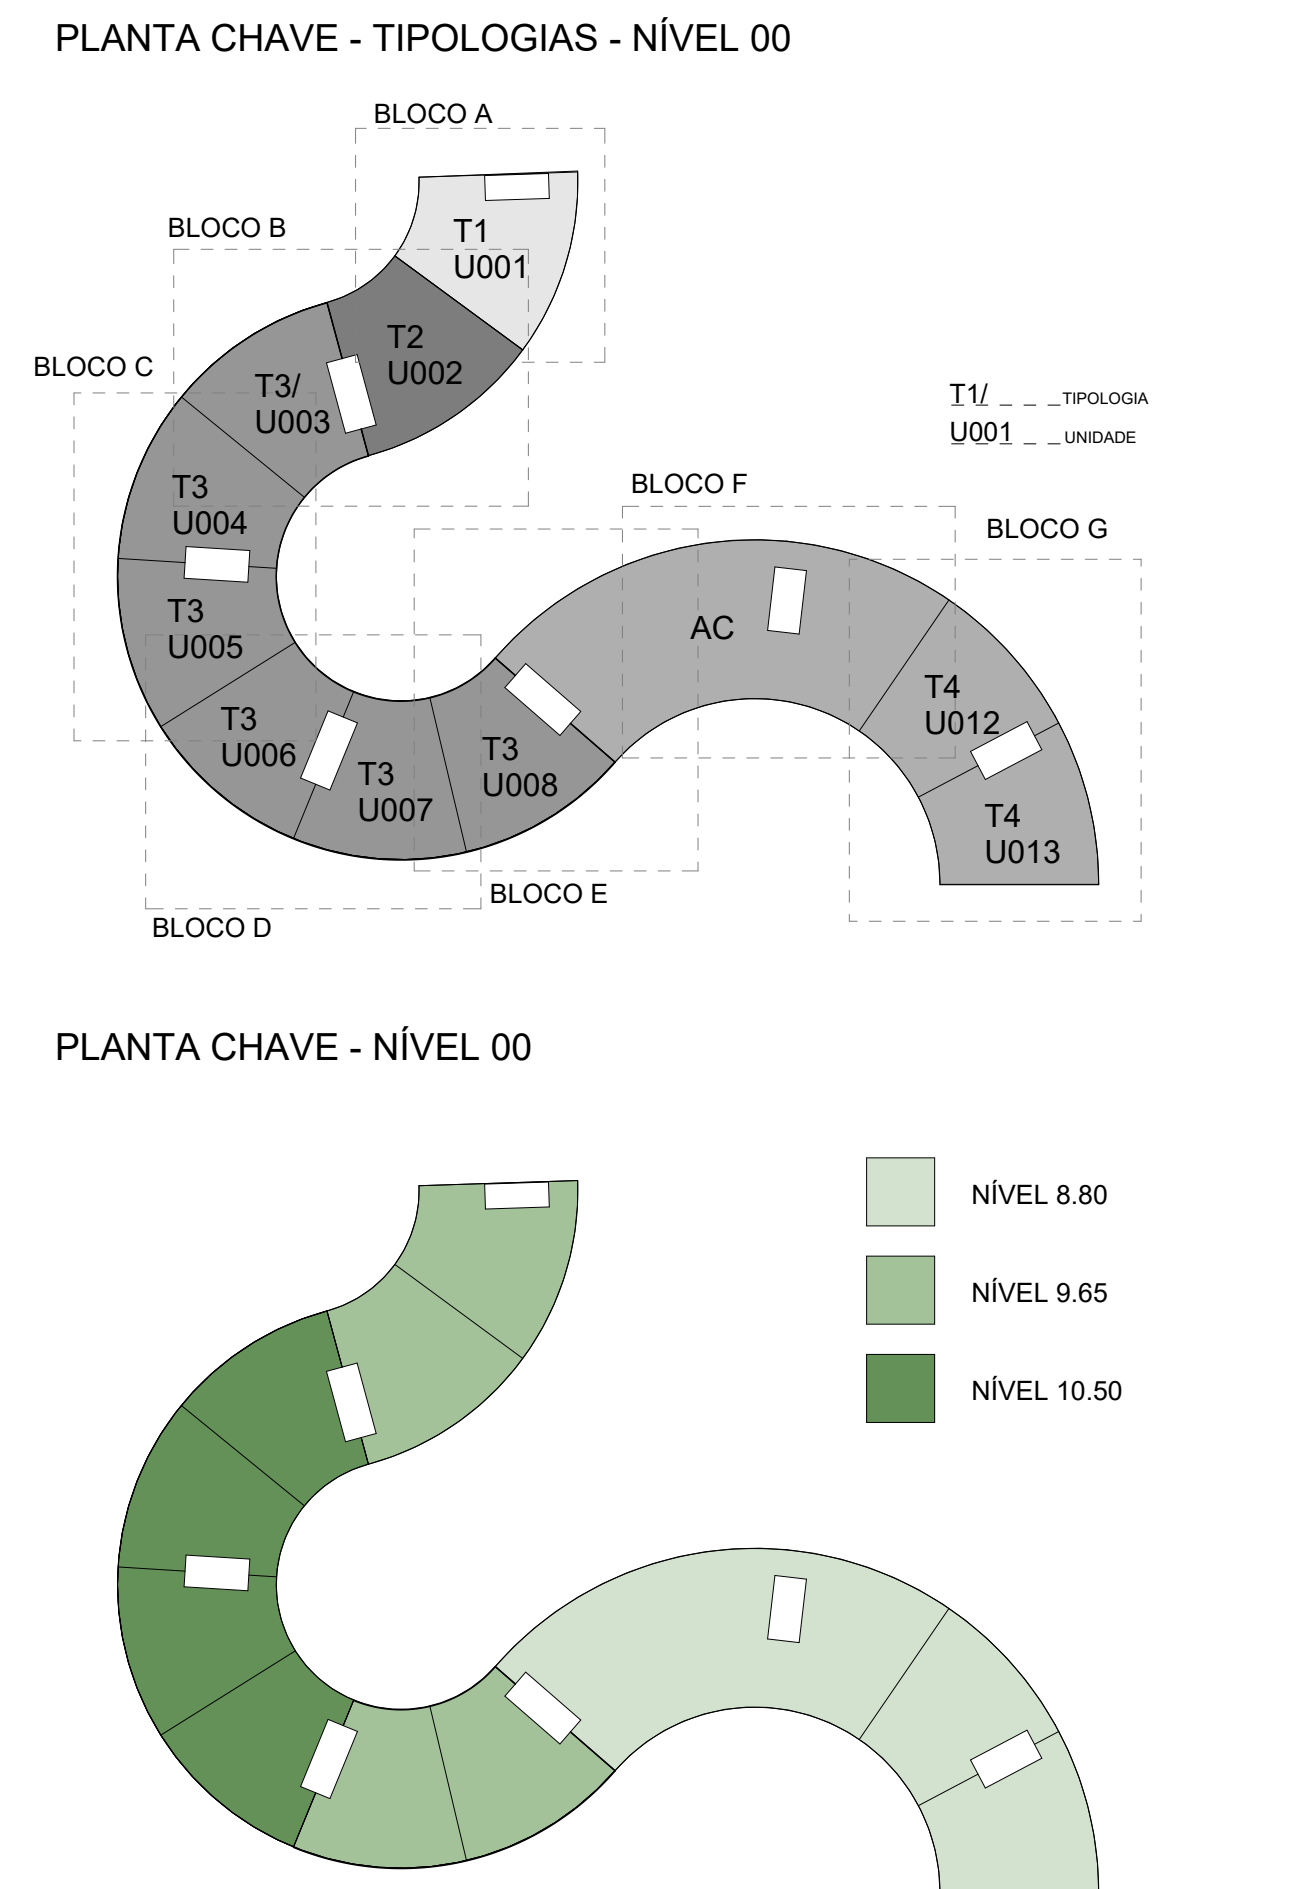 PLANTA CHAVE - TIPOLOGIAS - NÍVEL 00
BLOCO A
T1
U001
BLOCO B
T2
U002
BLOCO C
T3/
U003
T1/ TIPOLOGIA
U001 UNIDADE
T3
U004
BLOCO F
BLOCO G
T3
U005
AC
T4
U012
T3
U006
T3
U007
T3
U008
T4
U013
BLOCO E
BLOCO D
PLANTA CHAVE - NÍVEL 00
NÍVEL 8.80
NÍVEL 9.65
NÍVEL 10.50